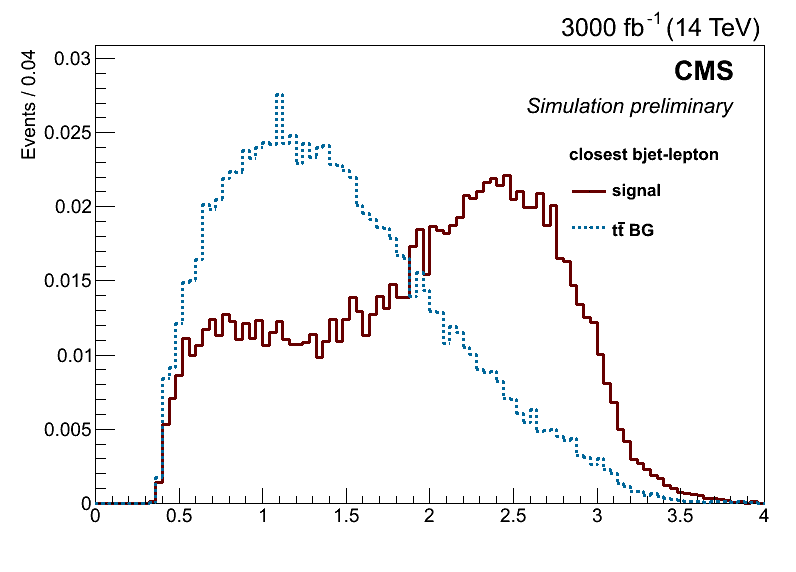 3000 fb⁻¹ (14 TeV)
Events / 0.04
CMS
Simulation preliminary
closest bjet-lepton
signal
tt̄ BG
0.03
0.025
0.02
0.015
0.01
0.005
0
0 0.5 1 1.5 2 2.5 3 3.5 4